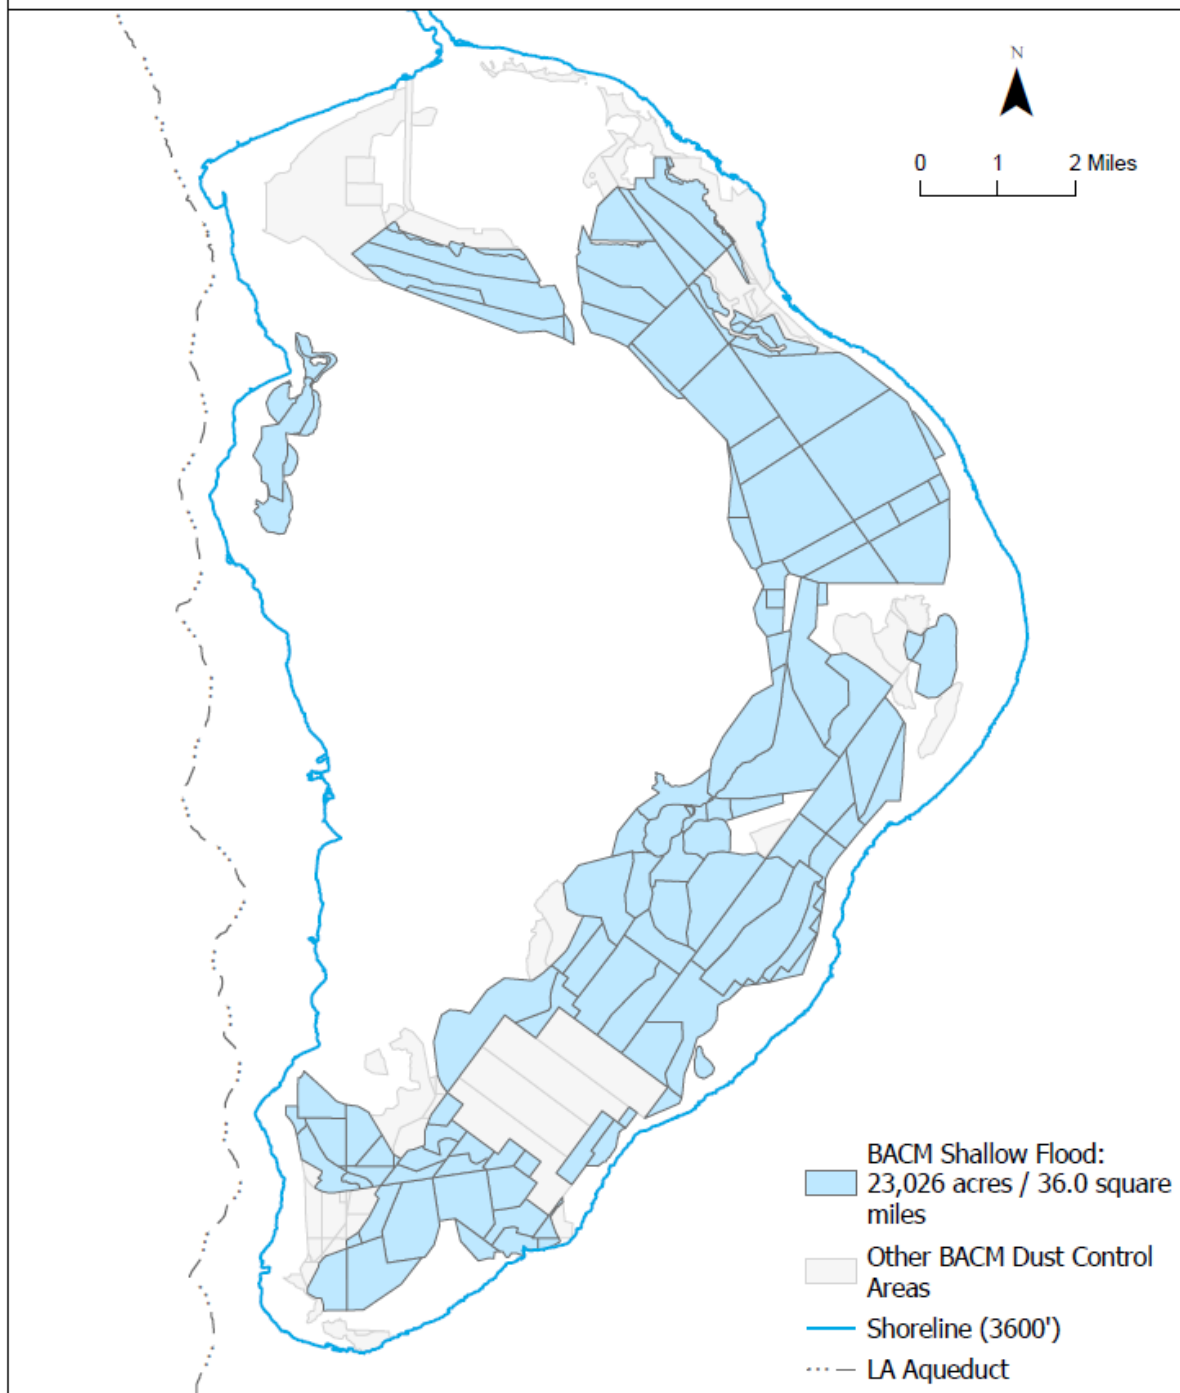 N
0 1 2 Miles
BACM Shallow Flood:
23,026 acres / 36.0 square
miles
Other BACM Dust Control
Areas
Shoreline (3600')
LA Aqueduct